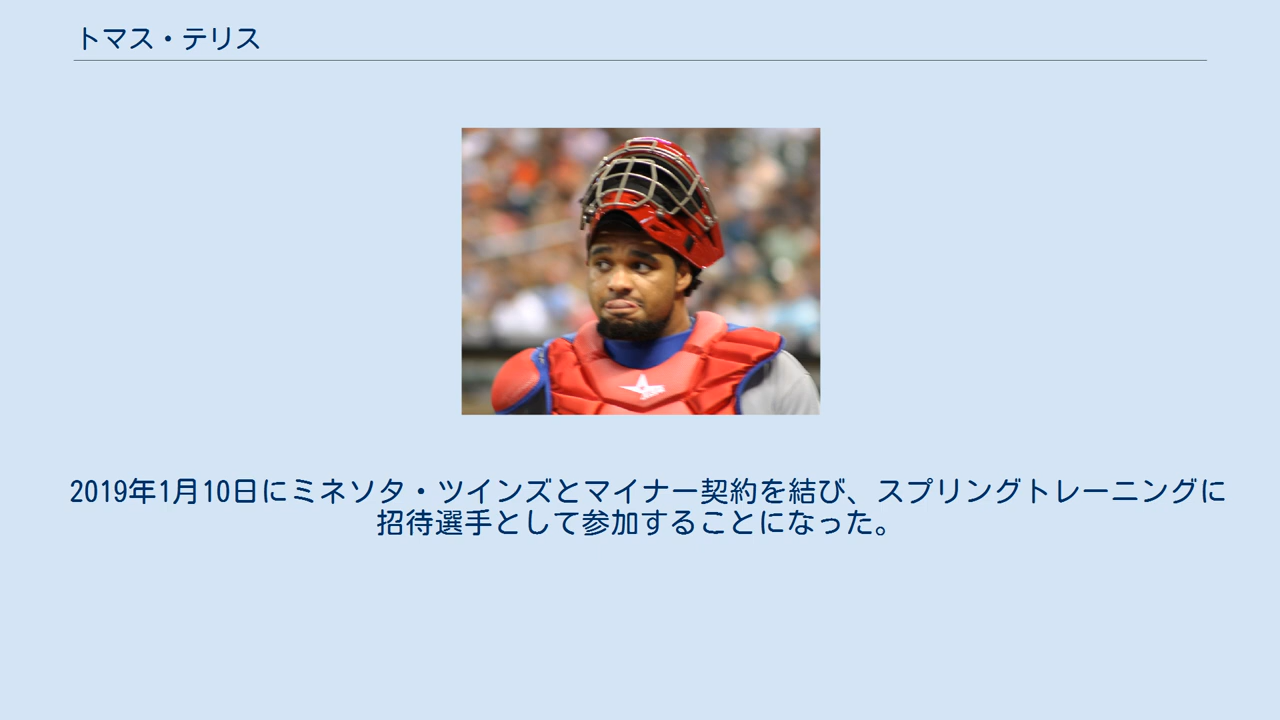 トマス・テリス
2019年1月10日にミネソタ・ツインズとマイナー契約を結び、スプリングトレーニングに
招待選手として参加することになった。